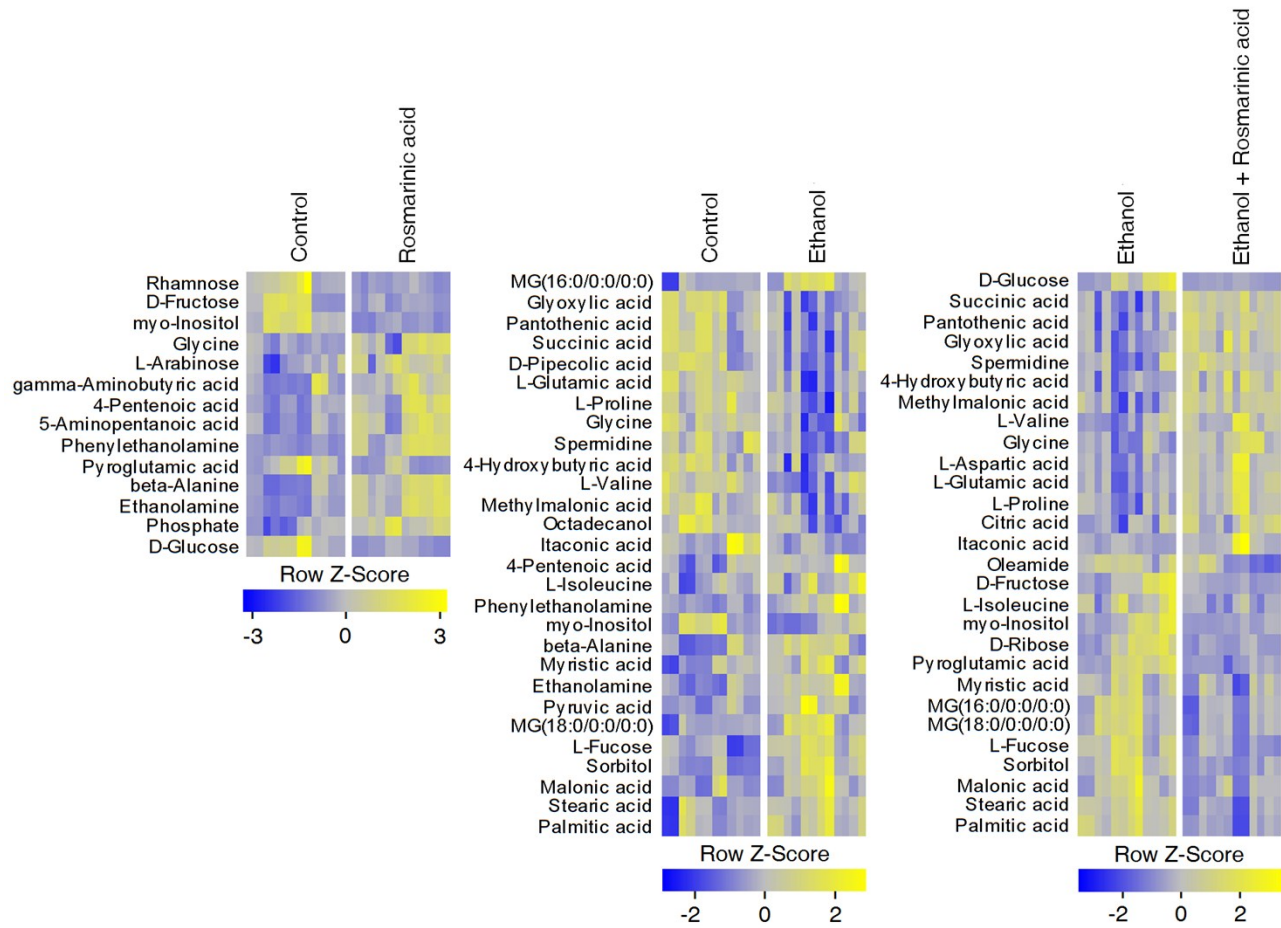 Control
Rosmarinic acid
Rhamnose
D-Fructose
myo-Inositol
Glycine
L-Arabinose
gamma-Aminobutyric acid
4-Pentenoic acid
5-Aminopentanoic acid
Phenylethanolamine
Pyroglutamic acid
beta-Alanine
Ethanolamine
Phosphate
D-Glucose
Row Z-Score
-3 0 3
Control
Ethanol
MG(16:0/0:0/0:0)
Glyoxylic acid
Pantothenic acid
Succinic acid
D-Pipecolic acid
L-Glutamic acid
L-Proline
Glycine
Spermidine
4-Hydroxybutyric acid
L-Valine
Methylmalonic acid
Octadecanol
Itaconic acid
4-Pentenoic acid
L-Isoleucine
Phenylethanolamine
myo-Inositol
beta-Alanine
Myristic acid
Ethanolamine
Pyruvic acid
MG(18:0/0:0/0:0)
L-Fucose
Sorbitol
Malonic acid
Stearic acid
Palmitic acid
Row Z-Score
-2 0 2
Ethanol
Ethanol + Rosmarinic acid
D-Glucose
Succinic acid
Pantothenic acid
Glyoxylic acid
Spermidine
4-Hydroxybutyric acid
Methylmalonic acid
L-Valine
Glycine
L-Aspartic acid
L-Glutamic acid
L-Proline
Citric acid
Itaconic acid
Oleamide
D-Fructose
L-Isoleucine
myo-Inositol
D-Ribose
Pyroglutamic acid
Myristic acid
MG(16:0/0:0/0:0)
MG(18:0/0:0/0:0)
L-Fucose
Sorbitol
Malonic acid
Stearic acid
Palmitic acid
Row Z-Score
-2 0 2